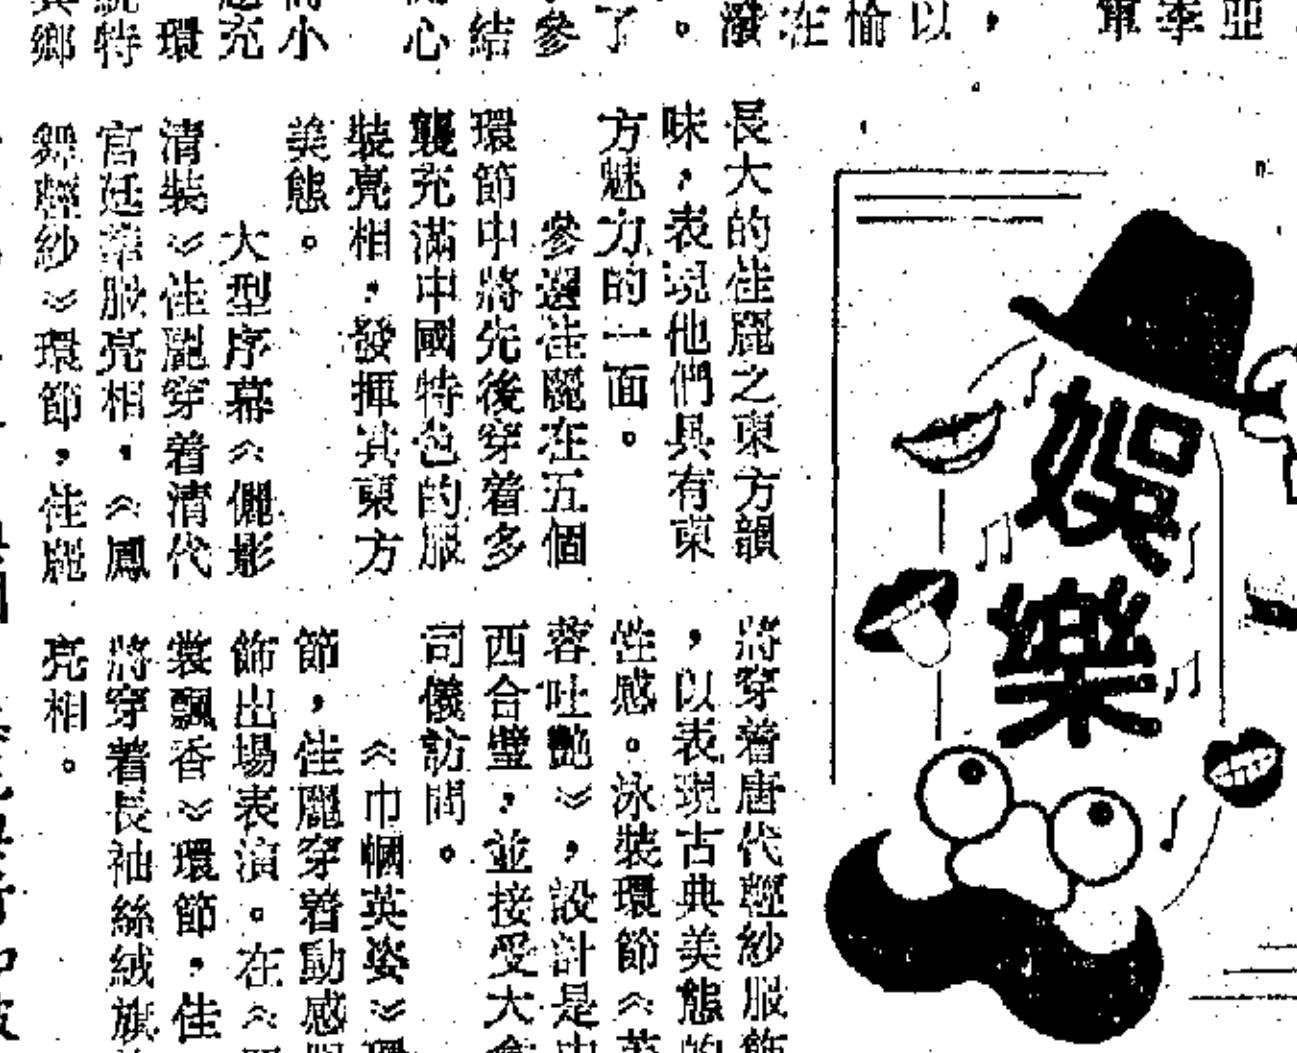 娛樂
長大的佳麗之東方韻
味，表現他們具有東
方魅力的一面。
參選佳麗在五個
環節中將先後穿着多
襲充滿中國特色的服
裝亮相，發揮其東方
美態。
大型序幕《儷影
清裝》佳麗穿着清代
宮廷華服亮相，《鳳
舞輕紗》環節，佳麗
將穿着唐代輕紗服飾
，以表現古典美態的
性感。泳裝環節《芙
蓉吐艷》，設計是中
西合璧，並接受大會
司儀訪問。
《巾幗英姿》環
節，佳麗穿着動感
飾出場表演。在《
裳飄香》環節，佳
將穿着長袖絲絨旗
亮相。